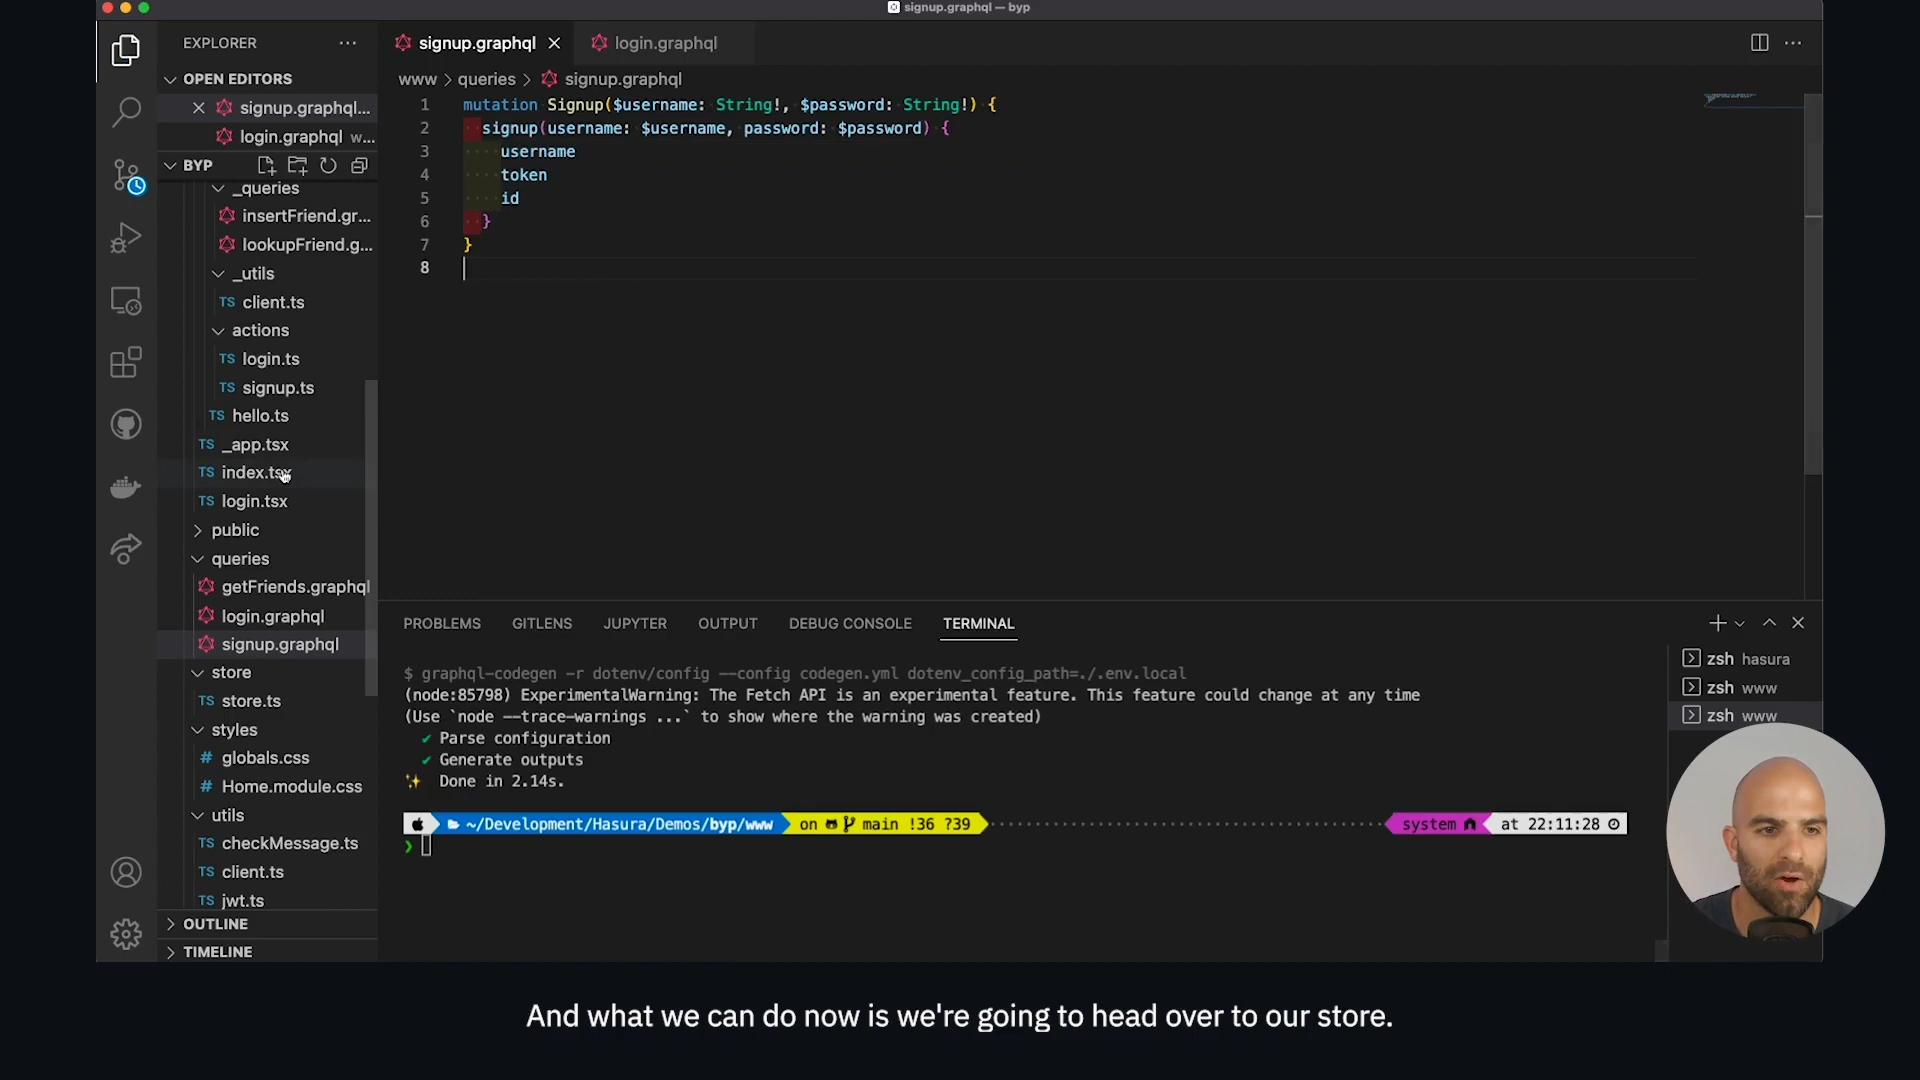 signup.graphql — byp
EXPLORER
signup.graphql
login.graphql
OPEN EDITORS
www > queries > signup.graphql
signup.graphql...
login.graphql w...
BYP
_queries
insertFriend.gr...
lookupFriend.g...
_utils
TS client.ts
actions
TS login.ts
TS signup.ts
TS hello.ts
TS _app.tsx
TS index.tsx
TS login.tsx
public
queries
getFriends.graphql
login.graphql
signup.graphql
store
TS store.ts
styles
# globals.css
# Home.module.css
utils
TS checkMessage.ts
TS client.ts
TS jwt.ts
OUTLINE
TIMELINE
1 mutation Signup($username: String!, $password: String!) {
2 signup(username: $username, password: $password) {
3 username
4 token
5 id
6 }
7 }
8
PROBLEMS GITLENS JUPYTER OUTPUT DEBUG CONSOLE TERMINAL
$ graphql-codegen -r dotenv/config --config codegen.yml dotenv_config_path=./.env.local
(node:85798) ExperimentalWarning: The Fetch API is an experimental feature. This feature could change at any time
(Use `node --trace-warnings ...` to show where the warning was created)
✔ Parse configuration
✔ Generate outputs
✨ Done in 2.14s.
~/Development/Hasura/Demos/byp/www on main !36 ?39 system at 22:11:28
❯
zsh hasura
zsh www
zsh www
And what we can do now is we're going to head over to our store.